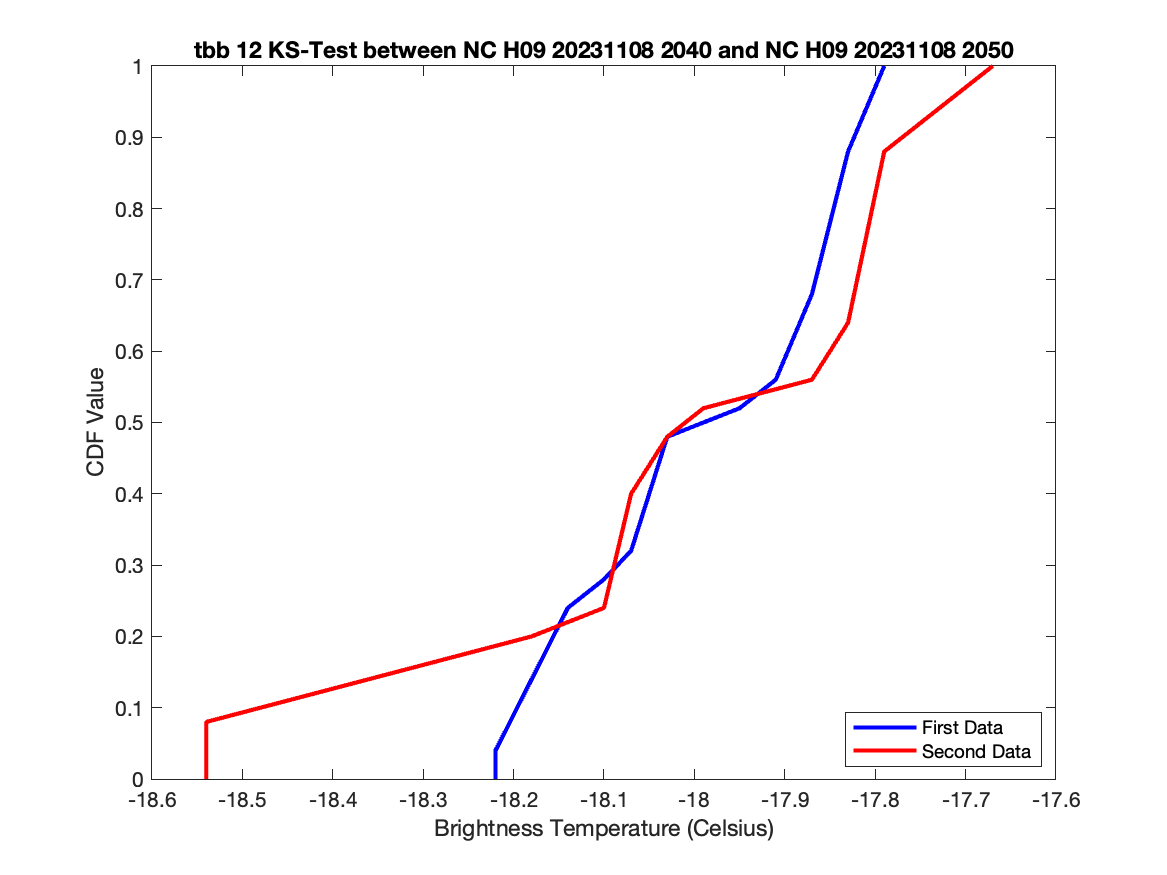 tbb 12 KS-Test between NC H09 20231108 2040 and NC H09 20231108 2050
1
0.9
0.8
0.7
0.6
0.5
0.4
0.3
0.2
0.1
0
CDF Value
First Data
Second Data
-18.6 -18.5 -18.4 -18.3 -18.2 -18.1 -18 -17.9 -17.8 -17.7 -17.6
Brightness Temperature (Celsius)